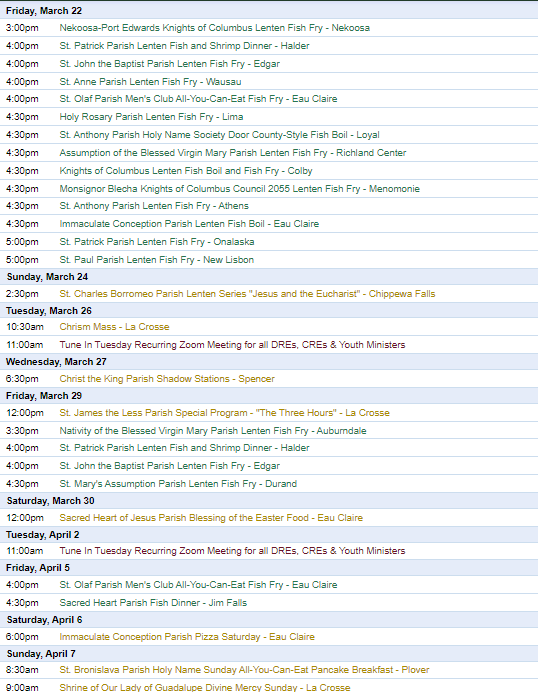 Friday, March 22
3:00pm Nekoosa-Port Edwards Knights of Columbus Lenten Fish Fry - Nekoosa
4:00pm St. Patrick Parish Lenten Fish and Shrimp Dinner - Halder
4:00pm St. John the Baptist Parish Lenten Fish Fry - Edgar
4:00pm St. Anne Parish Lenten Fish Fry - Wausau
4:00pm St. Olaf Parish Men's Club All-You-Can-Eat Fish Fry - Eau Claire
4:30pm Holy Rosary Parish Lenten Fish Fry - Lima
4:30pm St. Anthony Parish Holy Name Society Door County-Style Fish Boil - Loyal
4:30pm Assumption of the Blessed Virgin Mary Parish Lenten Fish Fry - Richland Center
4:30pm Knights of Columbus Lenten Fish Boil and Fish Fry - Colby
4:30pm Monsignor Blecha Knights of Columbus Council 2055 Lenten Fish Fry - Menomonie
4:30pm St. Anthony Parish Lenten Fish Fry - Athens
4:30pm Immaculate Conception Parish Lenten Fish Boil - Eau Claire
5:00pm St. Patrick Parish Lenten Fish Fry - Onalaska
5:00pm St. Paul Parish Lenten Fish Fry - New Lisbon
Sunday, March 24
2:30pm St. Charles Borromeo Parish Lenten Series "Jesus and the Eucharist" - Chippewa Falls
Tuesday, March 26
10:30am Chrism Mass - La Crosse
11:00am Tune In Tuesday Recurring Zoom Meeting for all DREs, CREs & Youth Ministers
Wednesday, March 27
6:30pm Christ the King Parish Shadow Stations - Spencer
Friday, March 29
12:00pm St. James the Less Parish Special Program - "The Three Hours" - La Crosse
3:30pm Nativity of the Blessed Virgin Mary Parish Lenten Fish Fry - Auburndale
4:00pm St. Patrick Parish Lenten Fish and Shrimp Dinner - Halder
4:00pm St. John the Baptist Parish Lenten Fish Fry - Edgar
4:30pm St. Mary's Assumption Parish Lenten Fish Fry - Durand
Saturday, March 30
12:00pm Sacred Heart of Jesus Parish Blessing of the Easter Food - Eau Claire
Tuesday, April 2
11:00am Tune In Tuesday Recurring Zoom Meeting for all DREs, CREs & Youth Ministers
Friday, April 5
4:00pm St. Olaf Parish Men's Club All-You-Can-Eat Fish Fry - Eau Claire
4:30pm Sacred Heart Parish Fish Dinner - Jim Falls
Saturday, April 6
6:00pm Immaculate Conception Parish Pizza Saturday - Eau Claire
Sunday, April 7
8:30am St. Bronislava Parish Holy Name Sunday All-You-Can-Eat Pancake Breakfast - Plover
9:00am Shrine of Our Lady of Guadalupe Divine Mercy Sunday - La Crosse